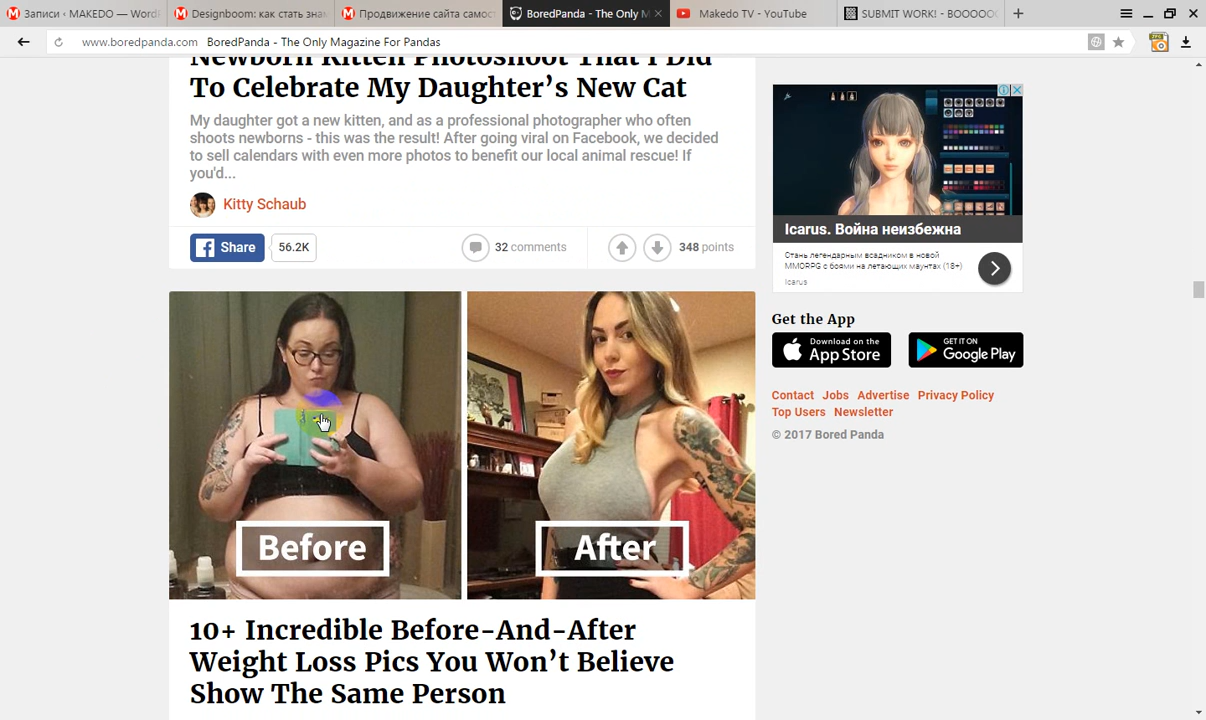 Записи ‹ MAKEDO — Word
Designboom: как стать знам
Продвижение сайта самост
BoredPanda - The Only M
Makedo TV - YouTube
SUBMIT WORK! - BOOOOO
www.boredpanda.com BoredPanda - The Only Magazine For Pandas
Newborn Kitten Photoshoot That I Did
To Celebrate My Daughter’s New Cat
My daughter got a new kitten, and as a professional photographer who often
shoots newborns - this was the result! After going viral on Facebook, we decided
to sell calendars with even more photos to benefit our local animal rescue! If
you'd...
Kitty Schaub
Share 56.2K 32 comments 348 points
Before
After
10+ Incredible Before-And-After
Weight Loss Pics You Won’t Believe
Show The Same Person
Icarus. Война неизбежна
Стань легендарным всадником в новой
MMORPG с боями на летающих маунтах (18+)
Icarus
Get the App
Download on the
App Store
GET IT ON
Google Play
Contact Jobs Advertise Privacy Policy
Top Users Newsletter
© 2017 Bored Panda